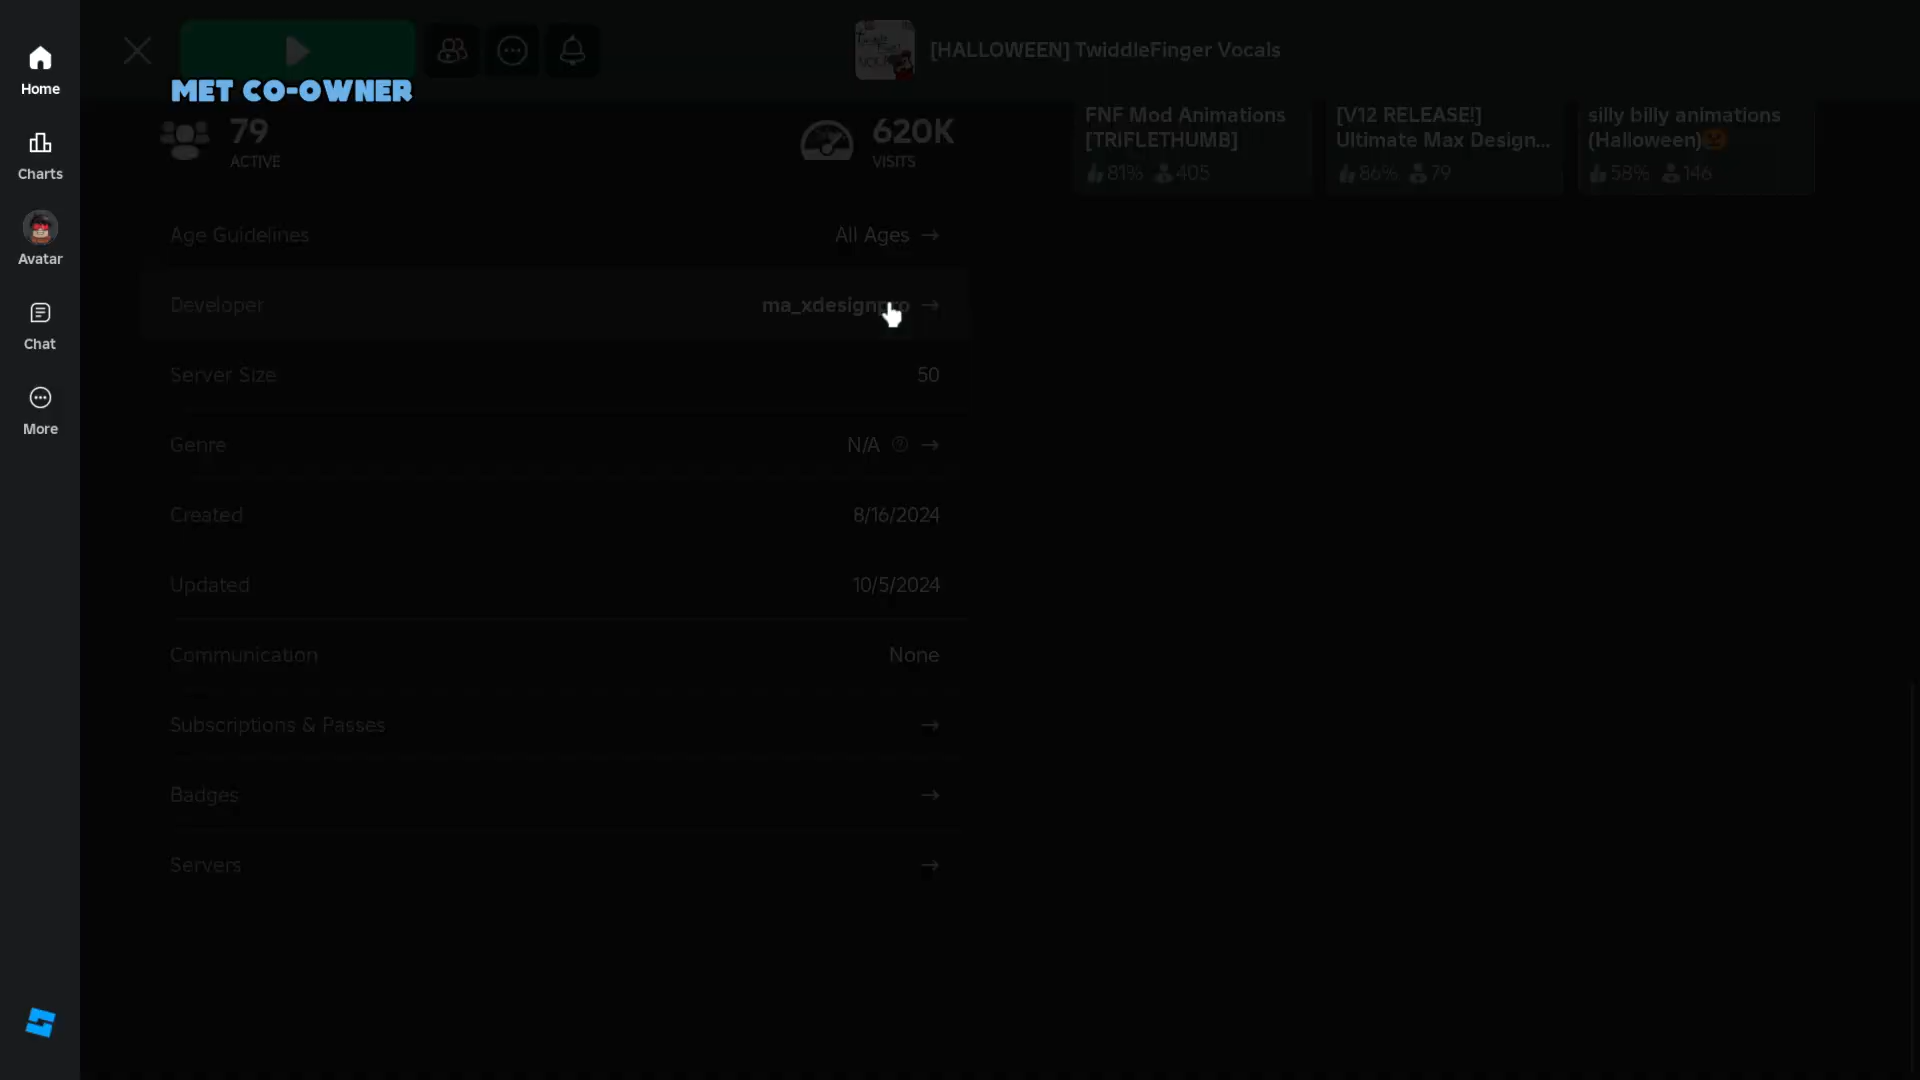 Home
Charts
Avatar
Chat
More
[HALLOWEEN] TwiddleFinger Vocals
MET CO-OWNER
79
ACTIVE
620K
VISITS
FNF Mod Animations
[TRIFLETHUMB]
81% 405
[V12 RELEASE!]
Ultimate Max Design...
86% 79
silly billy animations
(Halloween)🎃
58% 146
Age Guidelines
All Ages →
Developer
ma_xdesignpro →
Server Size
50
Genre
N/A →
Created
8/16/2024
Updated
10/5/2024
Communication
None
Subscriptions & Passes →
Badges →
Servers →